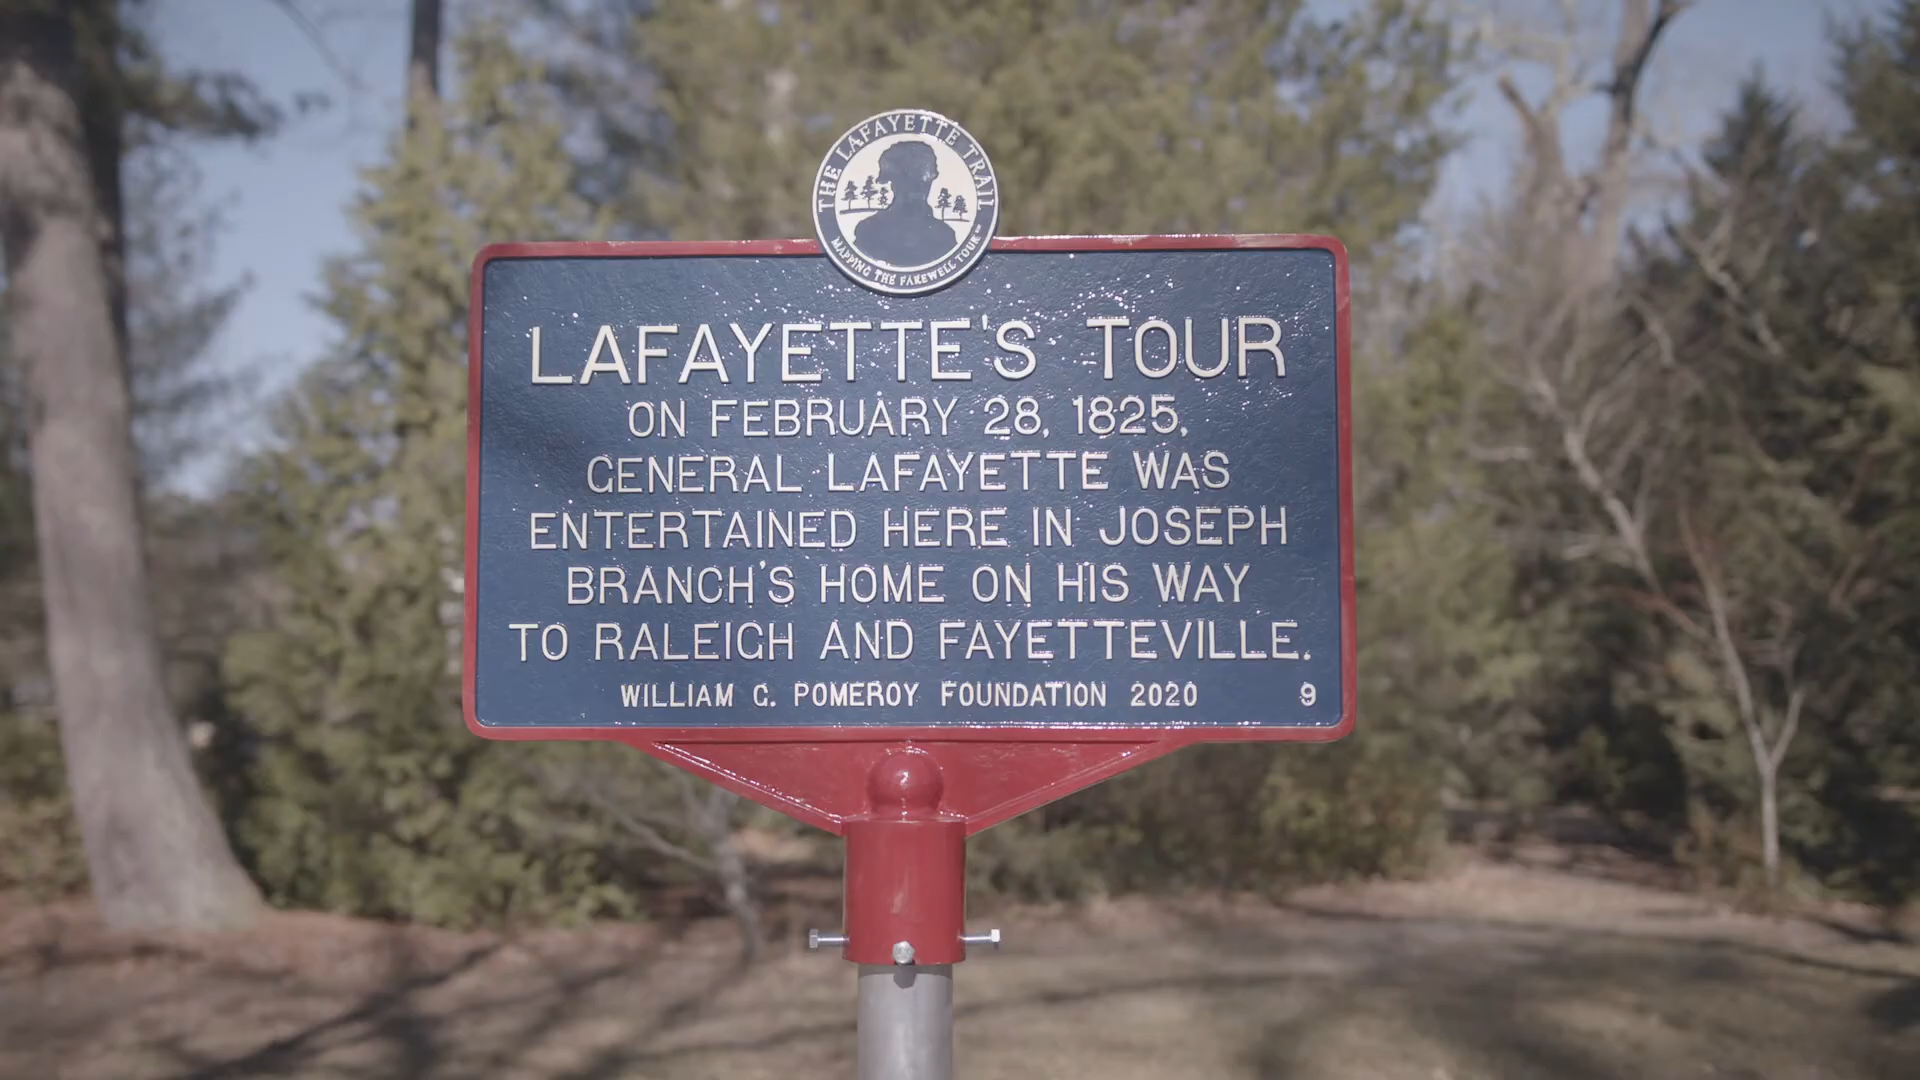 THE LAFAYETTE TRAIL
MAPPING THE FAREWELL TOUR
LAFAYETTE'S TOUR
ON FEBRUARY 28, 1825,
GENERAL LAFAYETTE WAS
ENTERTAINED HERE IN JOSEPH
BRANCH'S HOME ON HIS WAY
TO RALEIGH AND FAYETTEVILLE.
WILLIAM G. POMEROY FOUNDATION 2020 9